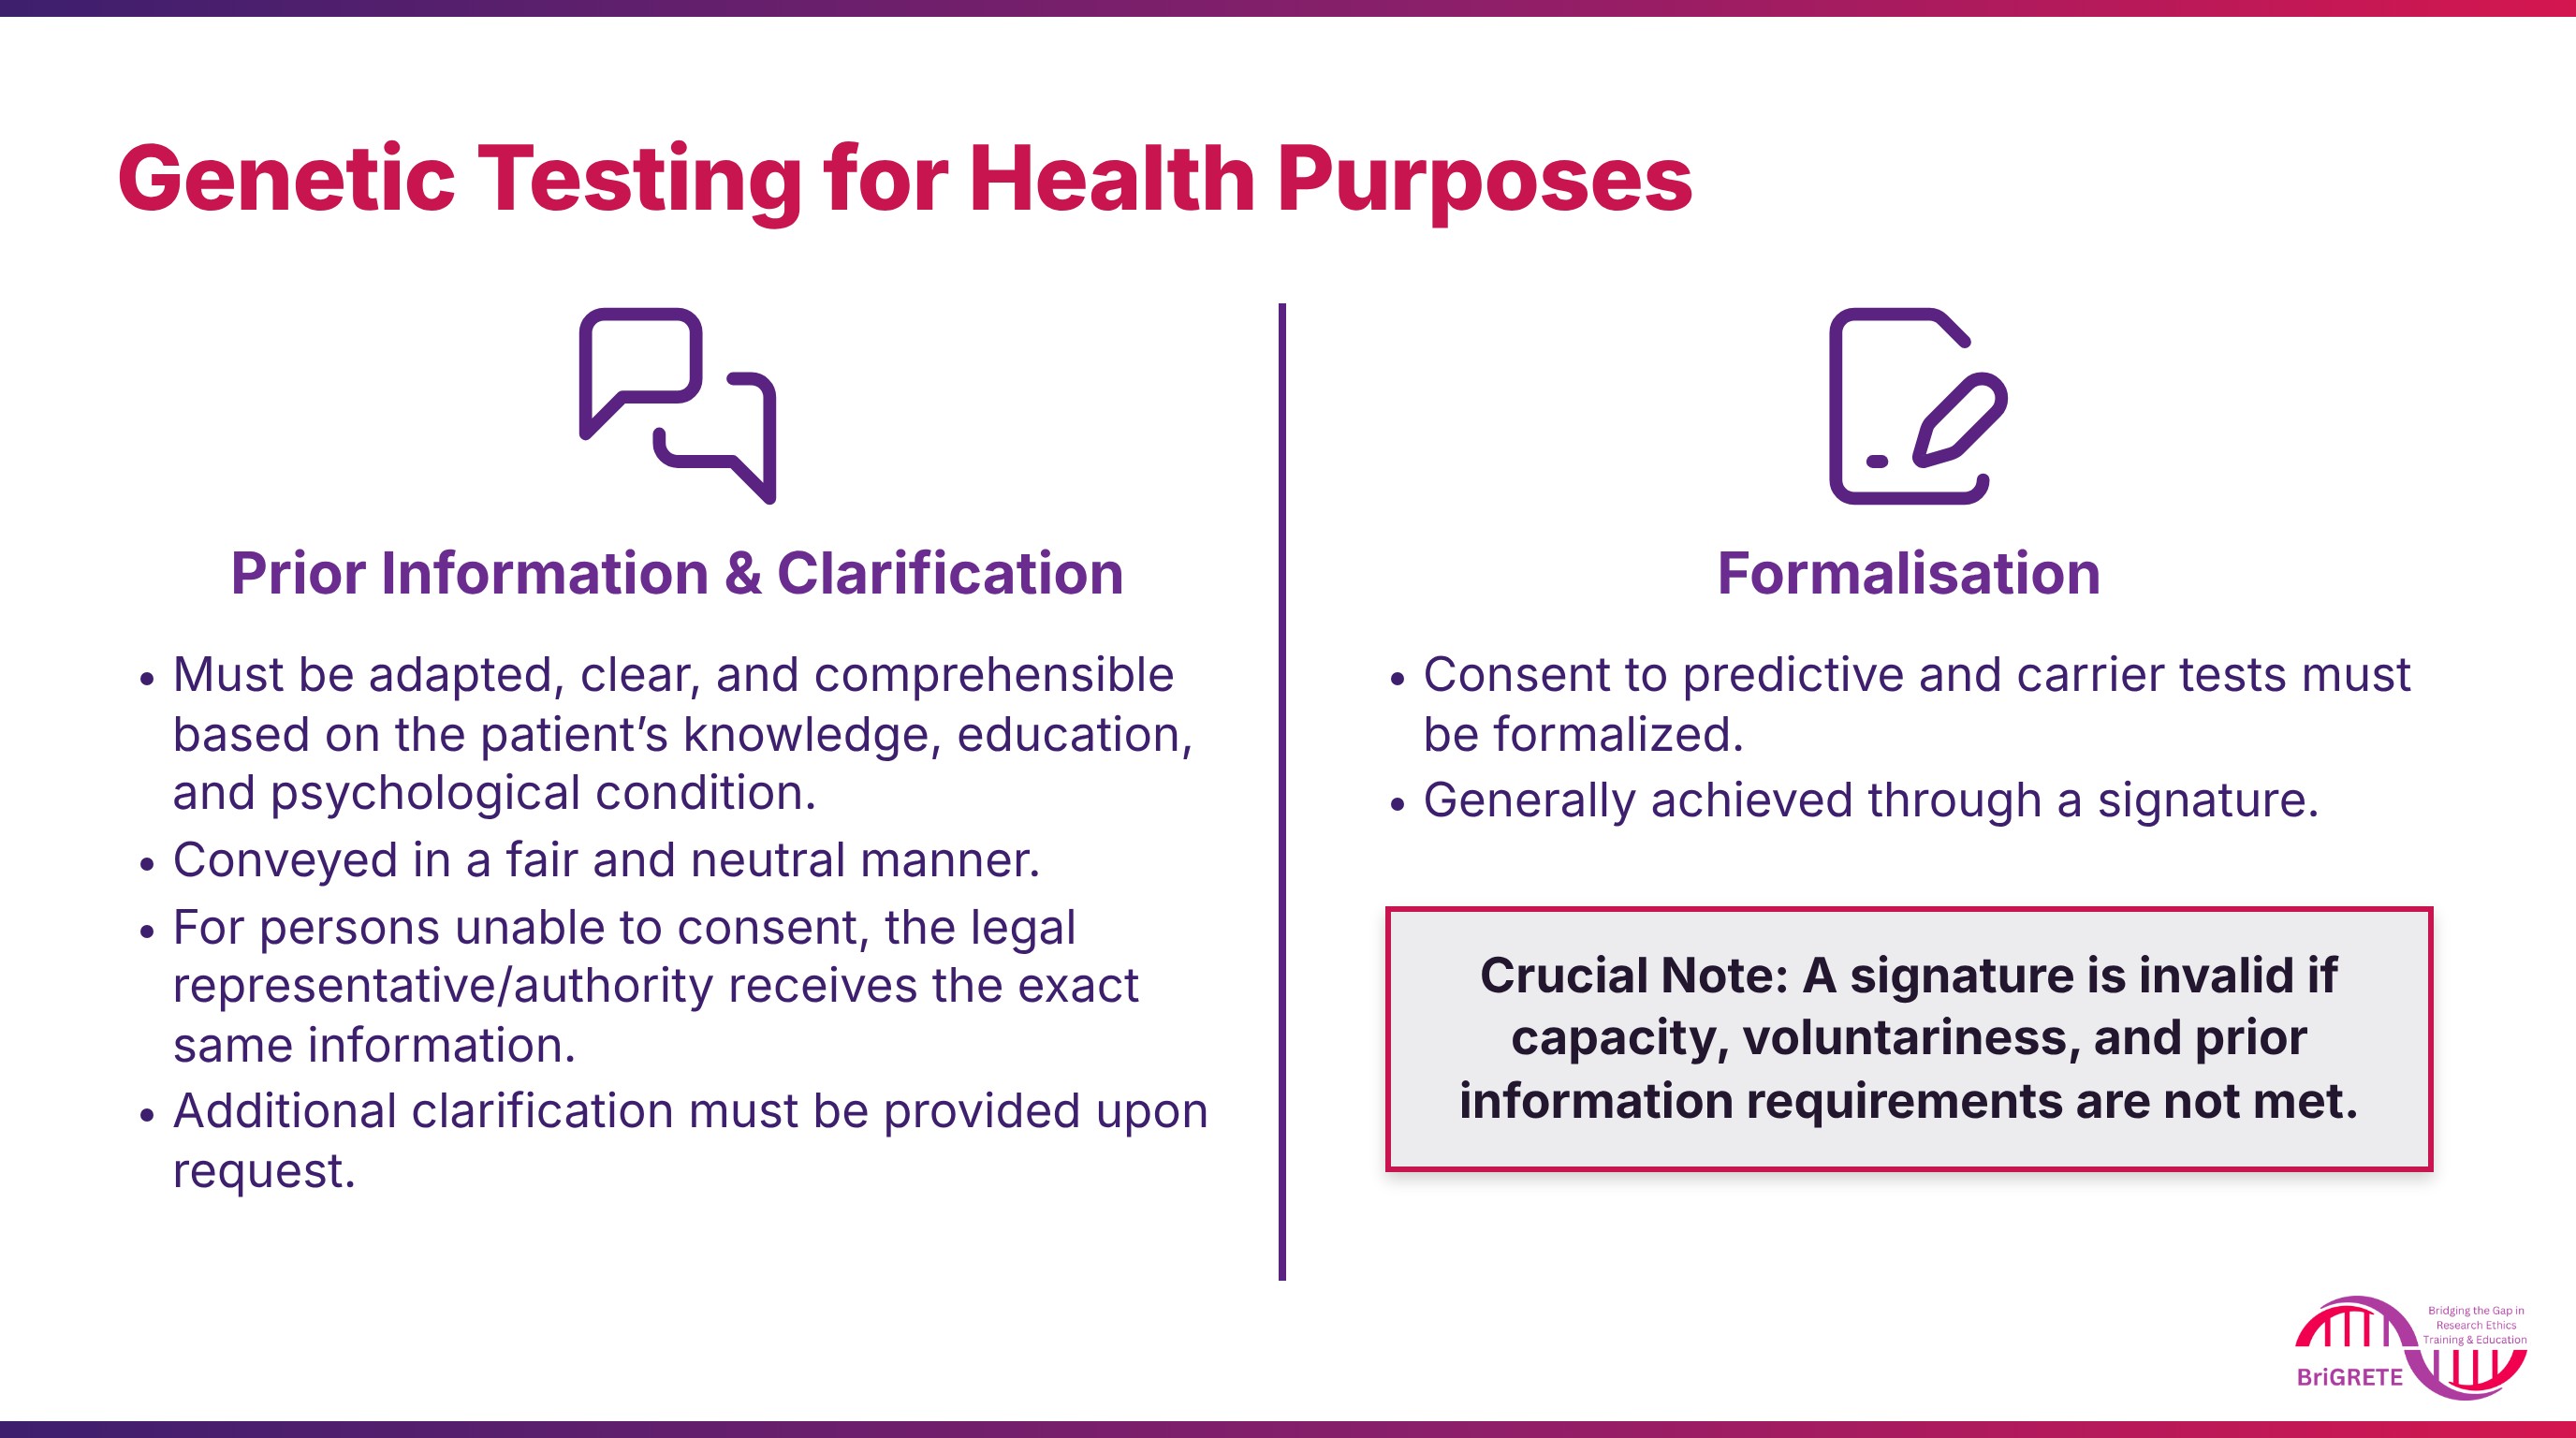 Genetic Testing for Health Purposes
Prior Information & Clarification
• Must be adapted, clear, and comprehensible
based on the patient’s knowledge, education,
and psychological condition.
• Conveyed in a fair and neutral manner.
• For persons unable to consent, the legal
representative/authority receives the exact
same information.
• Additional clarification must be provided upon
request.
Formalisation
• Consent to predictive and carrier tests must
be formalized.
• Generally achieved through a signature.
Crucial Note: A signature is invalid if
capacity, voluntariness, and prior
information requirements are not met.
Bridging the Gap in
Research Ethics
Training & Education
BriGRETE